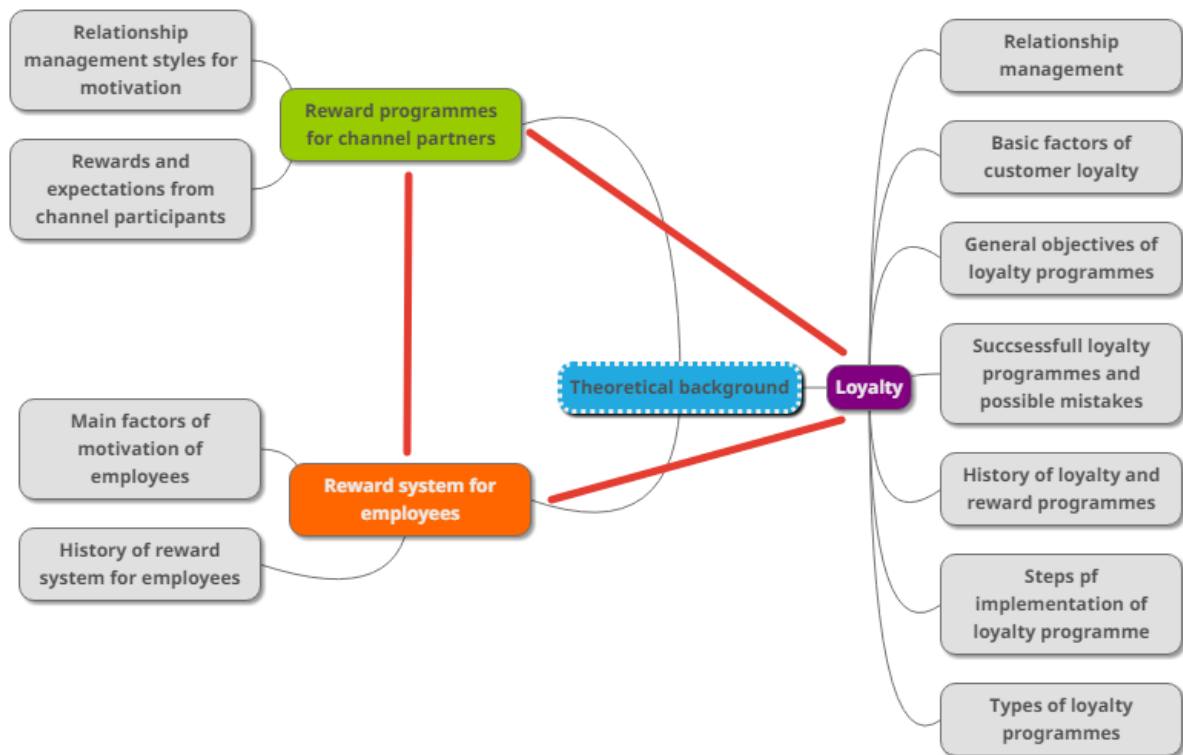 Relationship
management styles for
motivation
Rewards and
expectations from
channel participants
Reward programmes
for channel partners
Main factors of
motivation of
employees
History of reward
system for employees
Reward system for
employees
Theoretical background
Loyalty
Relationship
management
Basic factors of
customer loyalty
General objectives of
loyalty programmes
Succsessfull loyalty
programmes and
possible mistakes
History of loyalty and
reward programmes
Steps pf
implementation of
loyalty programme
Types of loyalty
programmes